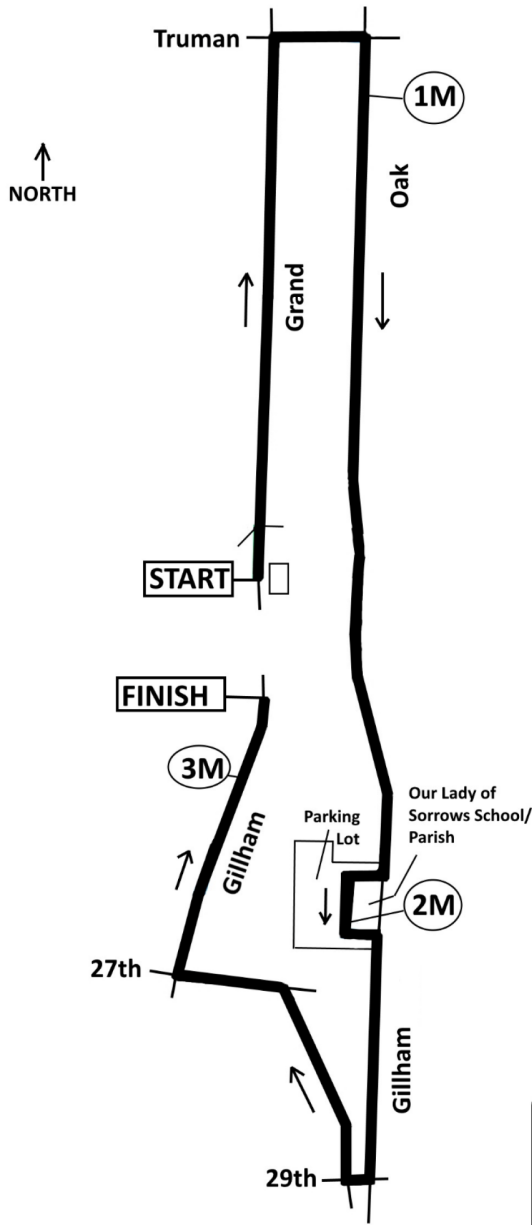 Truman
1M
NORTH
Oak
Grand
START
FINISH
3M
Our Lady of
Sorrows School/
Parish
Parking
Lot
Gillham
2M
27th
Gillham
29th